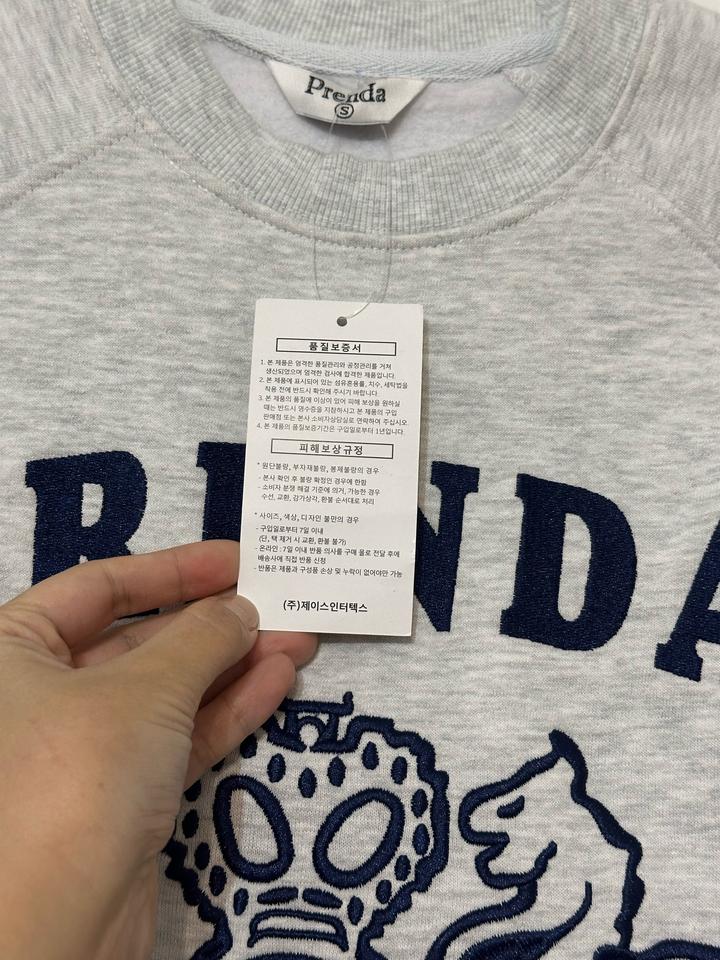 Prenda
S
품질보증서
1. 본 제품은 엄격한 품질관리와 공정관리를 거쳐
생산되었으며 엄격한 검사에 합격한 제품입니다.
2. 본 제품에 표시되어 있는 섬유혼용률, 치수, 세탁법을
착용 전에 반드시 확인해 주시기 바랍니다.
3. 본 제품의 품질에 이상이 있어 피해 보상을 원하실
때는 반드시 영수증을 지참하시고 본 제품의 구입
판매점 또는 본사 소비자상담실로 연락하여 주십시오.
4. 본 제품의 품질보증기간은 구입일로부터 1년입니다.
피해보상규정
* 원단불량, 부자재불량, 봉제불량의 경우
- 본사 확인 후 불량 확정인 경우에 한함
- 소비자 분쟁 해결 기준에 의거, 가능한 경우
수선, 교환, 감가상각, 환불 순서대로 처리
* 사이즈, 색상, 디자인 불만의 경우
- 구입일로부터 7일 이내
(단, 택 제거 시 교환, 환불 불가)
- 온라인 : 7일 이내 반품 의사를 구매 몰로 전달 후에
배송사에 직접 반품 신청
- 반품은 제품과 구성품 손상 및 누락이 없어야만 가능
(주)제이스인터텍스
R NDA